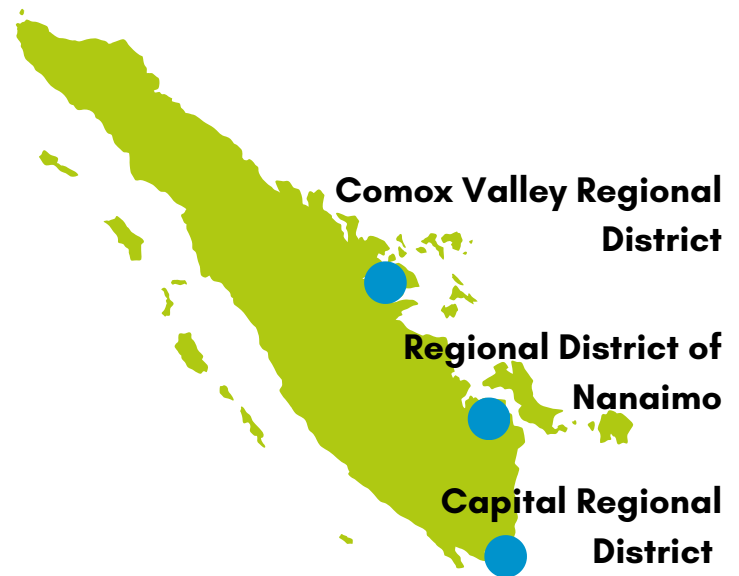 Comox Valley Regional
District
Regional District of
Nanaimo
Capital Regional
District